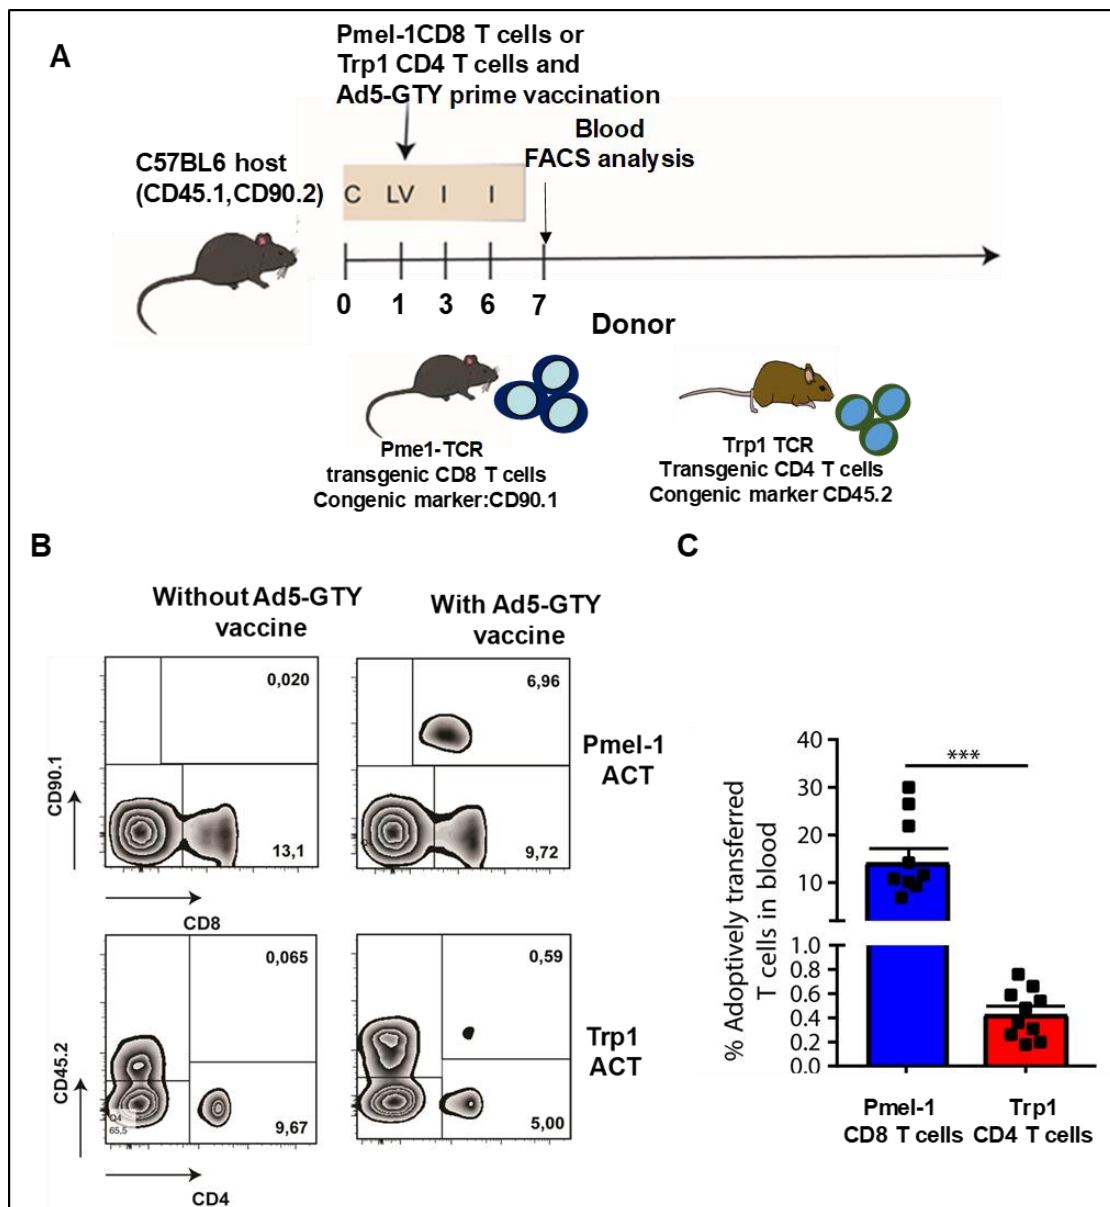 A
Pmel-1CD8 T cells or
Trp1 CD4 T cells and
Ad5-GTY prime vaccination
Blood
FACS analysis
C57BL6 host
(CD45.1,CD90.2)
C LV I I
0 1 3 6 7
Donor
Pme1-TCR
transgenic CD8 T cells
Congenic marker:CD90.1
Trp1 TCR
Transgenic CD4 T cells
Congenic marker CD45.2
B
Without Ad5-GTY
vaccine
With Ad5-GTY
vaccine
0,020
13,1
CD90.1
CD8
6,96
9,72
Pmel-1
ACT
0,065
9,67
Q4
65,5
CD45.2
CD4
0,59
5,00
Trp1
ACT
C
% Adoptively transferred
T cells in blood
40
30
20
10
1.0
0.8
0.6
0.4
0.2
0.0
***
Pmel-1
CD8 T cells
Trp1
CD4 T cells